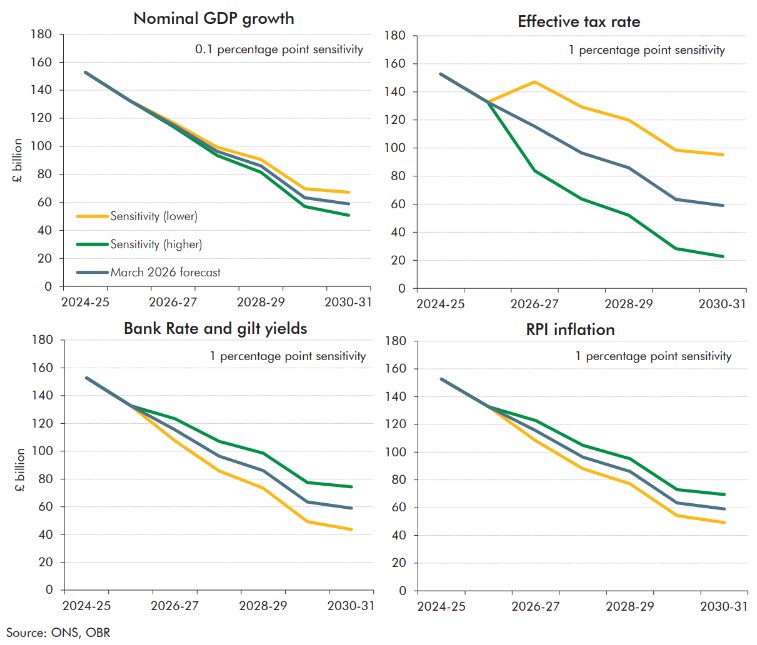 Nominal GDP growth
0.1 percentage point sensitivity
180
160
140
120
100
80
60
40
20
0
£ billion
Sensitivity (lower)
Sensitivity (higher)
March 2026 forecast
2024-25 2026-27 2028-29 2030-31
Effective tax rate
1 percentage point sensitivity
180
160
140
120
100
80
60
40
20
0
2024-25 2026-27 2028-29 2030-31
Bank Rate and gilt yields
1 percentage point sensitivity
180
160
140
120
100
80
60
40
20
0
£ billion
2024-25 2026-27 2028-29 2030-31
RPI inflation
1 percentage point sensitivity
180
160
140
120
100
80
60
40
20
0
2024-25 2026-27 2028-29 2030-31
Source: ONS, OBR